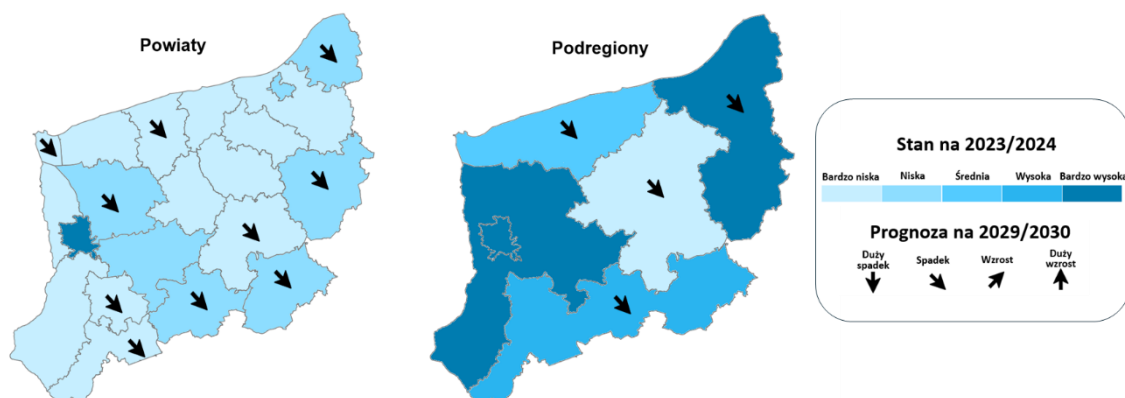 Powiaty
Podregiony
Stan na 2023/2024
Bardzo niska Niska Średnia Wysoka Bardzo wysoka
Prognoza na 2029/2030
Duży spadek Spadek Wzrost Duży wzrost